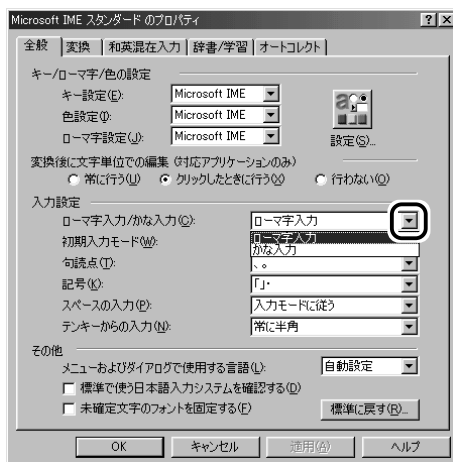 Microsoft IME スタンダード のプロパティ
全般 変換 和英混在入力 辞書/学習 オートコレクト
キー/ローマ字/色の設定
キー設定(E): Microsoft IME
色設定(I): Microsoft IME
ローマ字設定(J): Microsoft IME
設定(S)...
変換後に文字単位での編集 (対応アプリケーションのみ)
常に行う(U) クリックしたときに行う(X) 行わない(O)
入力設定
ローマ字入力/かな入力(C): ローマ字入力
ローマ字入力
初期入力モード(W):
かな入力
句読点(T): 、。
記号(K): 「」・
スペースの入力(P): 入力モードに従う
テンキーからの入力(N): 常に半角
その他
メニューおよびダイアログで使用する言語(L): 自動設定
標準で使う日本語入力システムを確認する(D)
未確定文字のフォントを固定する(F) 標準に戻す(R)...
OK キャンセル 適用(A) ヘルプ